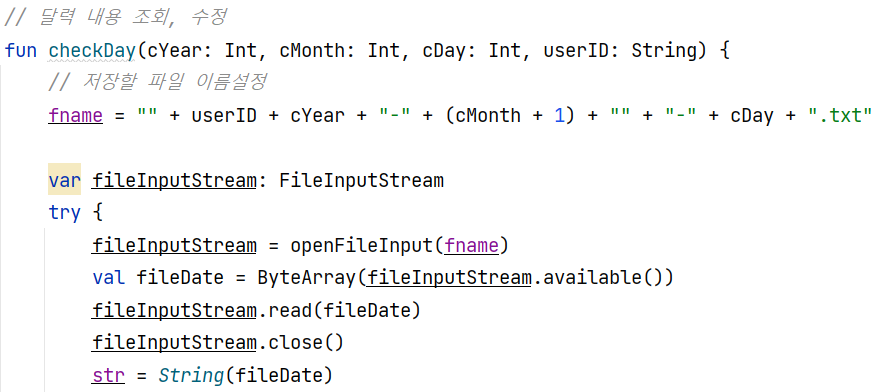 // 달력 내용 조회, 수정
fun checkDay(cYear: Int, cMonth: Int, cDay: Int, userID: String) {
// 저장할 파일 이름설정
fname = "" + userID + cYear + "-" + (cMonth + 1) + "" + "-" + cDay + ".txt"
var fileInputStream: FileInputStream
try {
fileInputStream = openFileInput(fname)
val fileDate = ByteArray(fileInputStream.available())
fileInputStream.read(fileDate)
fileInputStream.close()
str = String(fileDate)